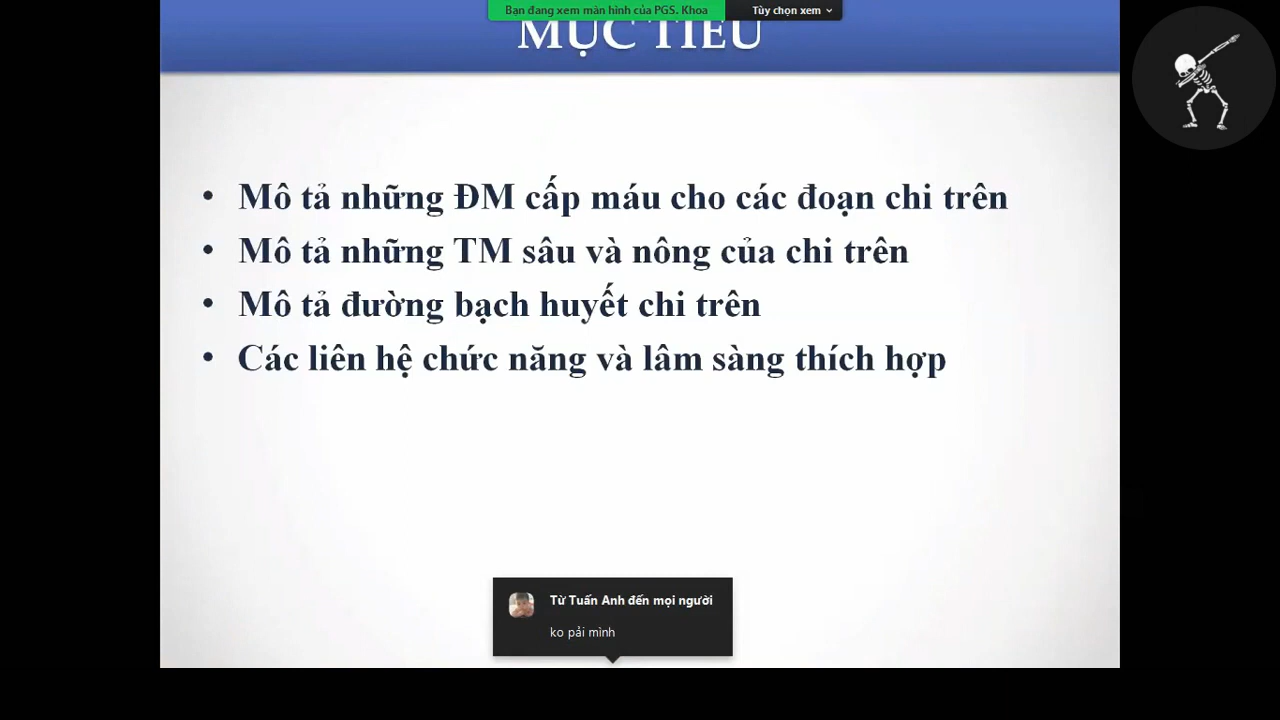 Bạn đang xem màn hình của PGS. Khoa
Tùy chọn xem
MỤC TIÊU
• Mô tả những ĐM cấp máu cho các đoạn chi trên
• Mô tả những TM sâu và nông của chi trên
• Mô tả đường bạch huyết chi trên
• Các liên hệ chức năng và lâm sàng thích hợp
Từ Tuấn Anh đến mọi người
ko pải mình